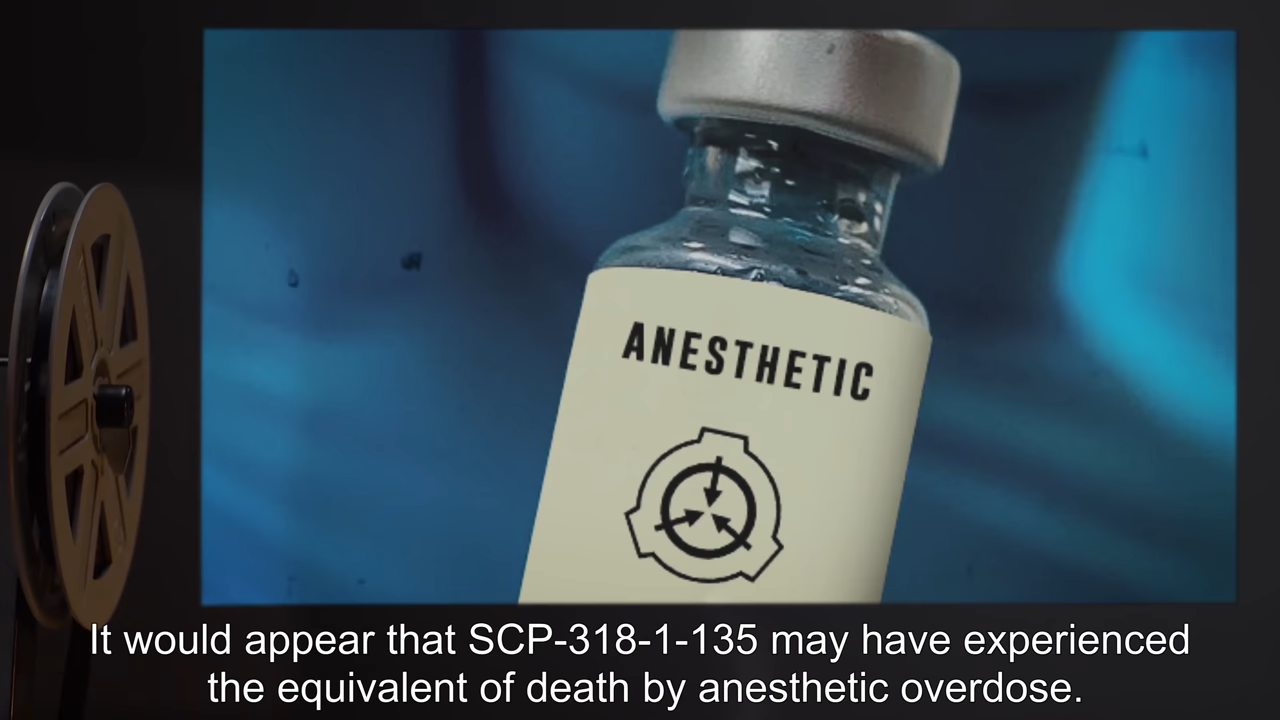 ANESTHETIC
It would appear that SCP-318-1-135 may have experienced
the equivalent of death by anesthetic overdose.